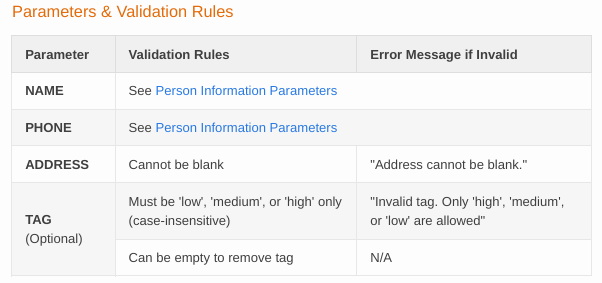 Parameters & Validation Rules
Parameter Validation Rules Error Message if Invalid
NAME See Person Information Parameters
PHONE See Person Information Parameters
ADDRESS Cannot be blank "Address cannot be blank."
TAG
(Optional)
Must be 'low', 'medium', or 'high' only
(case-insensitive)
"Invalid tag. Only 'high', 'medium',
or 'low' are allowed"
Can be empty to remove tag N/A